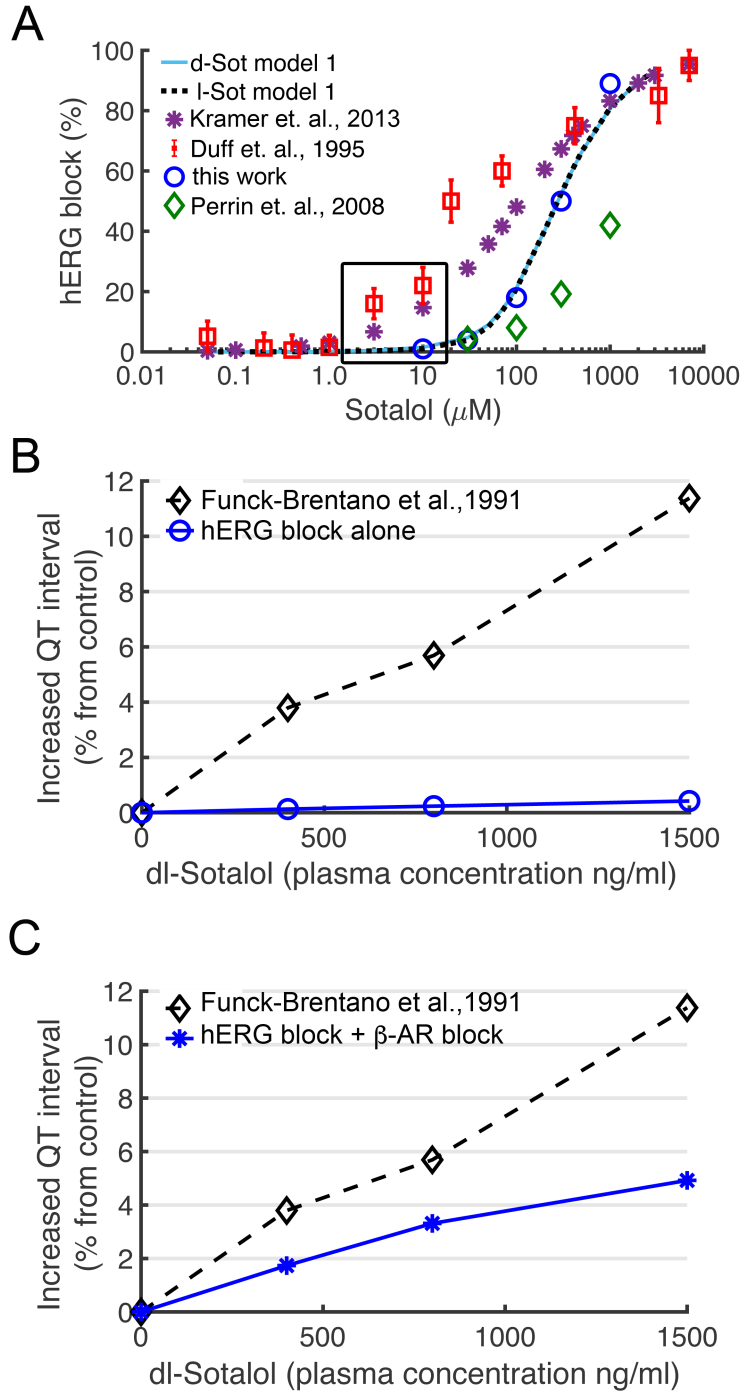 A
100
80
60
40
20
0
hERG block (%)
d-Sot model 1
l-Sot model 1
Kramer et. al., 2013
Duff et. al., 1995
this work
Perrin et. al., 2008
0.01 0.1 1.0 10 100 1000 10000
Sotalol (μM)
B
12
10
8
6
4
2
0
Increased QT interval
(% from control)
Funck-Brentano et al.,1991
hERG block alone
0 500 1000 1500
dl-Sotalol (plasma concentration ng/ml)
C
12
10
8
6
4
2
0
Increased QT interval
(% from control)
Funck-Brentano et al.,1991
hERG block + β-AR block
0 500 1000 1500
dl-Sotalol (plasma concentration ng/ml)